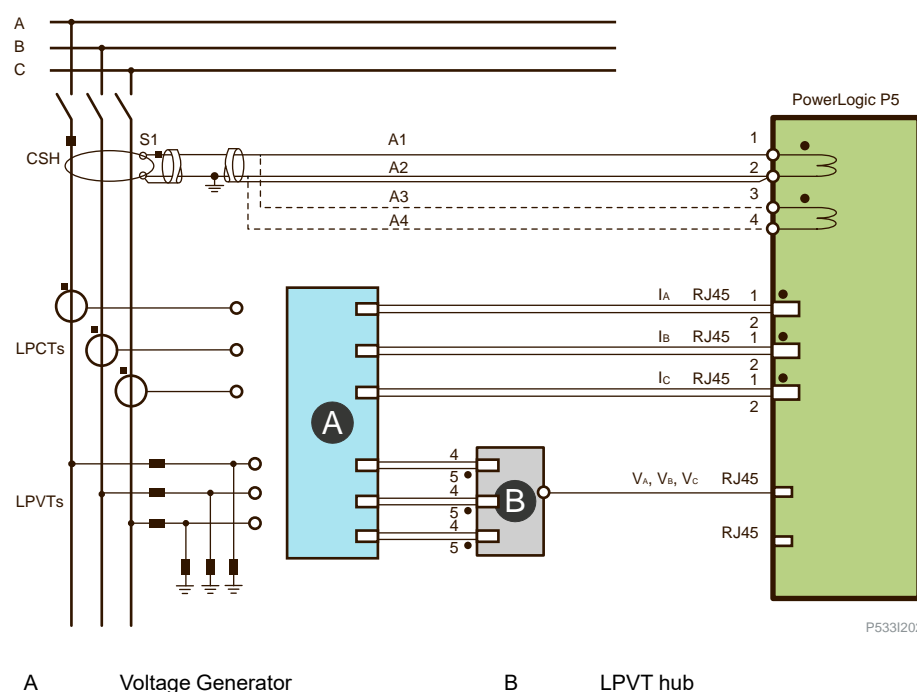 A
B
C
PowerLogic P5
CSH
S1
A1
1
A2
2
A3
3
A4
4
LPCTs
IA RJ45 1
2
IB RJ45 1
2
IC RJ45 1
2
A
LPVTs
4
5
4
5
4
5
B
VA, VB, VC RJ45
RJ45
P533I202
A Voltage Generator B LPVT hub